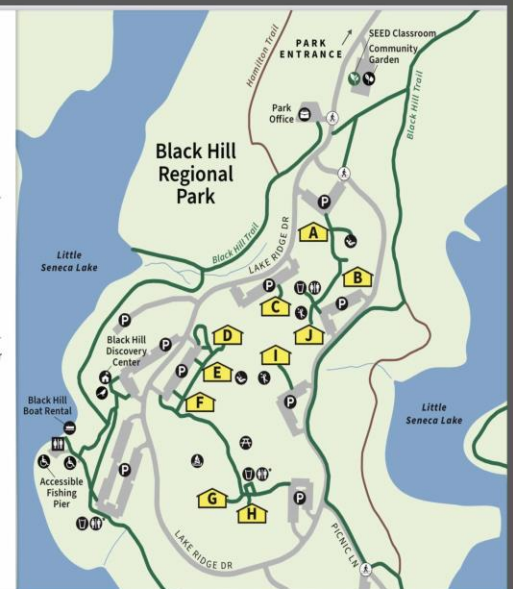 PARK
ENTRANCE
SEED Classroom
Community
Garden
Hamilton Trail
Black Hill Trail
Park
Office
Black Hill
Regional
Park
P
A
Little
Seneca Lake
Black Hill Trail
LAKE RIDGE DR
B
P
P
C
J
P
D
P
I
Black Hill
Discovery
Center
P
E
F
P
Black Hill
Boat Rental
Little
Seneca Lake
Accessible
Fishing
Pier
P
G
H
P
LAKE RIDGE DR
PICNIC LN